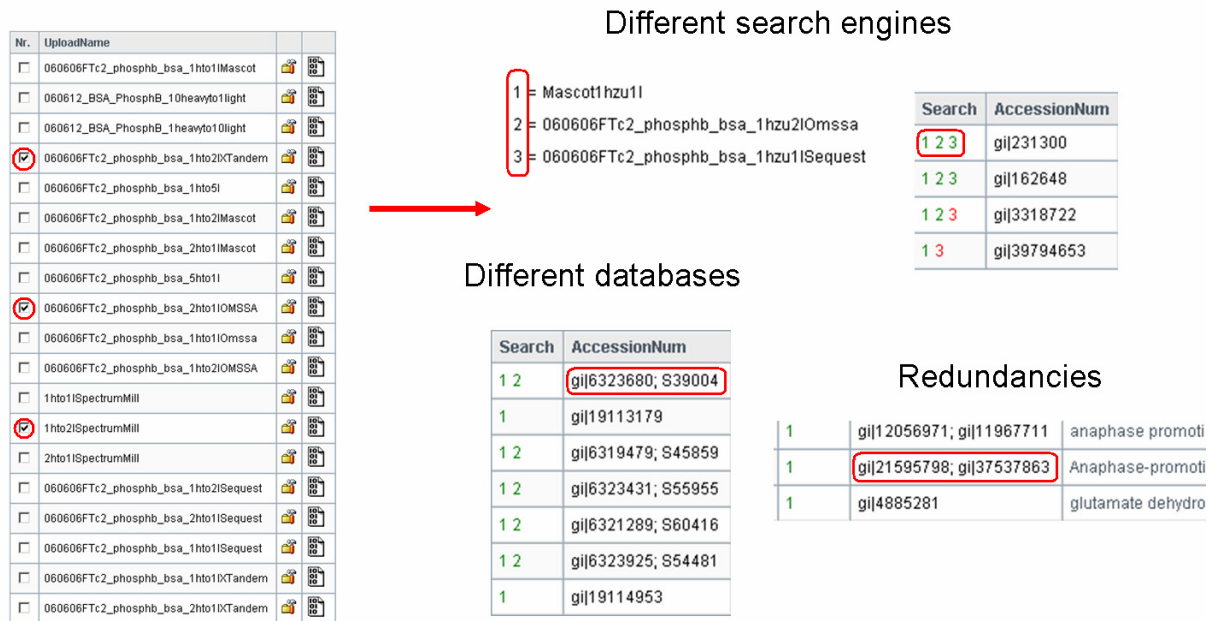 Nr. UploadName
060606FTc2_phosphb_bsa_1hto1lMascot
060612_BSA_PhosphB_10heavyto1light
060612_BSA_PhosphB_1heavyto10light
060606FTc2_phosphb_bsa_1hto2lXTandem
060606FTc2_phosphb_bsa_1hto5l
060606FTc2_phosphb_bsa_1hto2lMascot
060606FTc2_phosphb_bsa_2hto1lMascot
060606FTc2_phosphb_bsa_5hto1l
060606FTc2_phosphb_bsa_2hto1lOMSSA
060606FTc2_phosphb_bsa_1hto1lOmssa
060606FTc2_phosphb_bsa_1hto2lOMSSA
1hto1lSpectrumMill
1hto2lSpectrumMill
2hto1lSpectrumMill
060606FTc2_phosphb_bsa_1hto2lSequest
060606FTc2_phosphb_bsa_2hto1lSequest
060606FTc2_phosphb_bsa_1hto1lSequest
060606FTc2_phosphb_bsa_1hto1lXTandem
060606FTc2_phosphb_bsa_2hto1lXTandem
Different search engines
1 = Mascot1hzu1l
2 = 060606FTc2_phosphb_bsa_1hzu2lOmssa
3 = 060606FTc2_phosphb_bsa_1hzu1lSequest
Search AccessionNum
1 2 3 gi|231300
1 2 3 gi|162648
1 2 3 gi|3318722
1 3 gi|39794653
Different databases
Search AccessionNum
1 2 gi|6323680; S39004
1 gi|19113179
1 2 gi|6319479; S45859
1 2 gi|6323431; S55955
1 2 gi|6321289; S60416
1 2 gi|6323925; S54481
1 gi|19114953
Redundancies
1 gi|12056971; gi|11967711 anaphase promoti
1 gi|21595798; gi|37537863 Anaphase-promoti
1 gi|4885281 glutamate dehydro